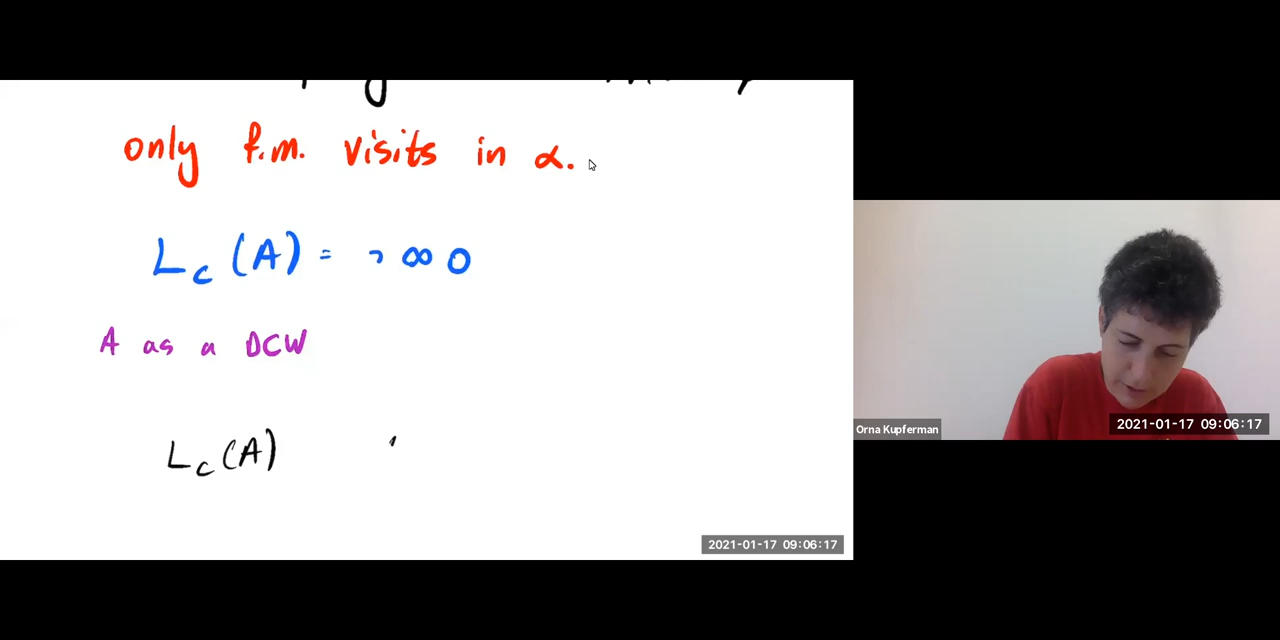 only f.m. visits in α.
L_c (A) = ¬∞0
A as a DCW
L_c (A)
Orna Kupferman
2021-01-17 09:06:17
2021-01-17 09:06:17